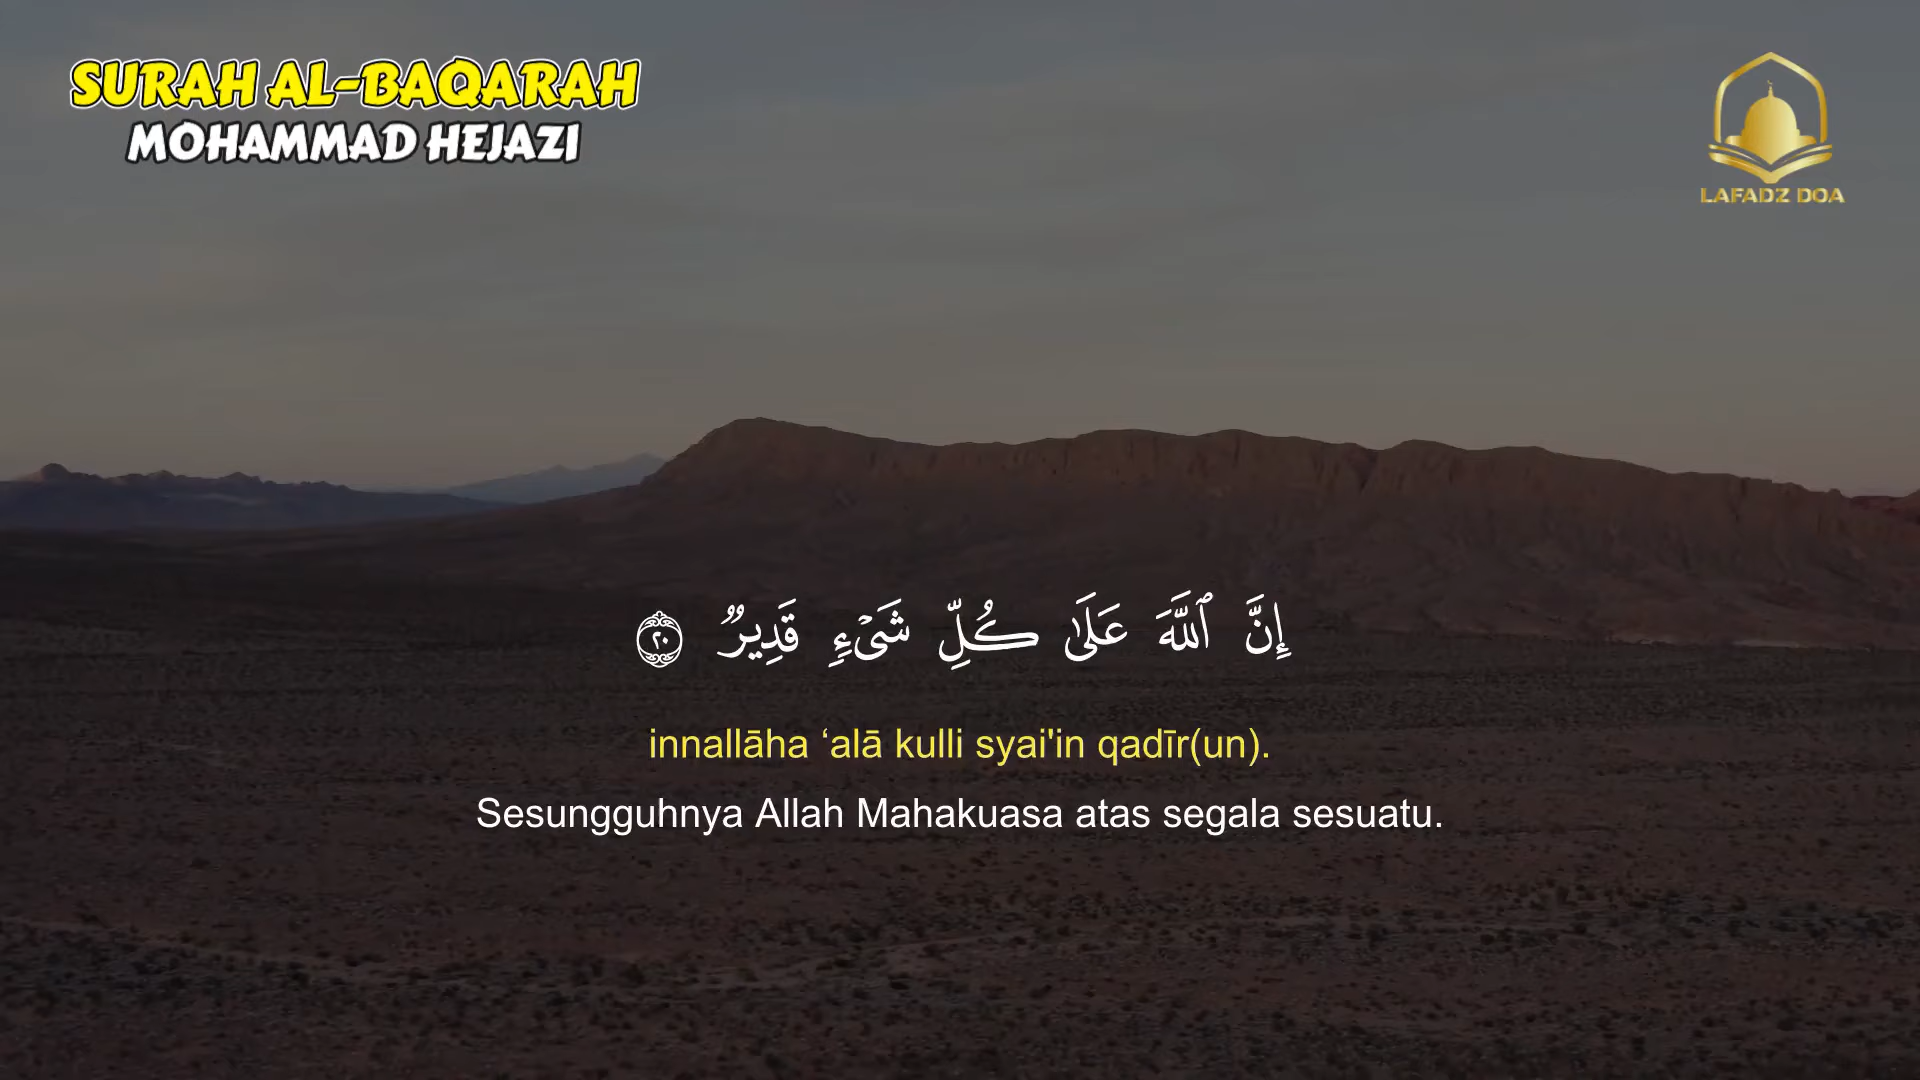 SURAH AL-BAQARAH
MOHAMMAD HEJAZI
LAFADZ DOA
إِنَّ ٱللَّهَ عَلَىٰ كُلِّ شَىْءٍ قَدِيرٌ ٢٠
innallāha ‘alā kulli syai'in qadīr(un).
Sesungguhnya Allah Mahakuasa atas segala sesuatu.